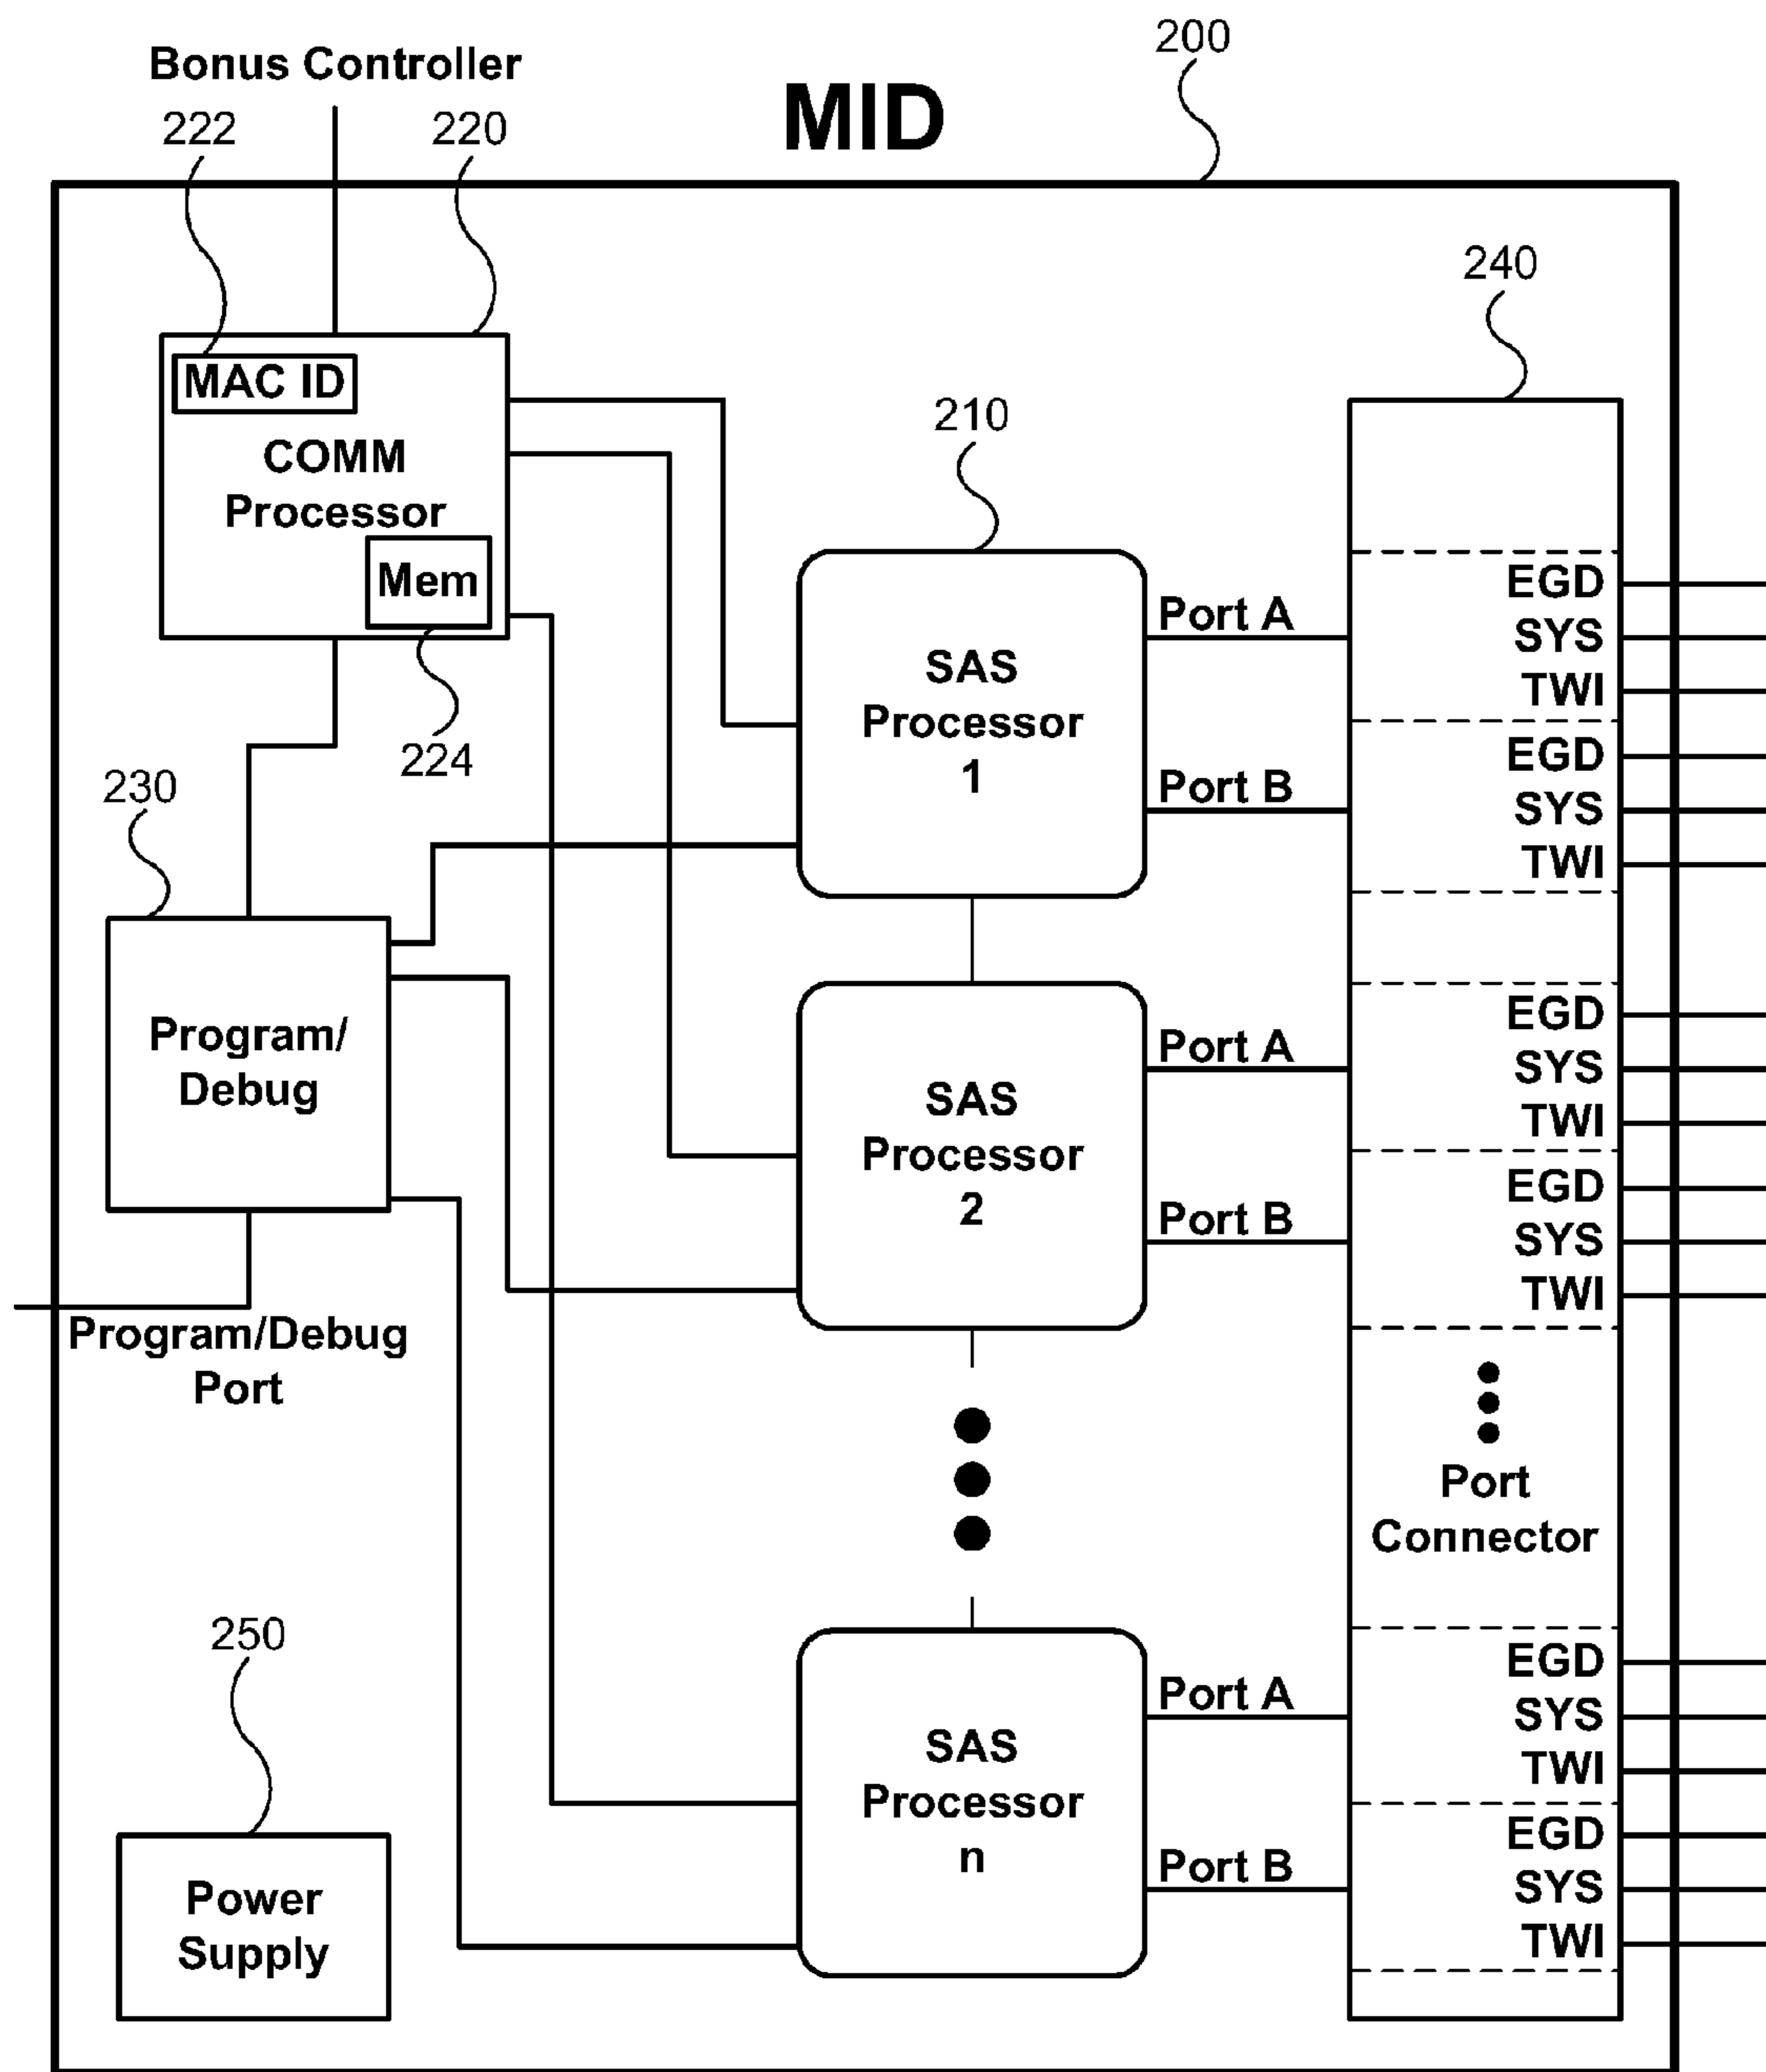 200
Bonus Controller
MID
222
220
240
MAC ID
COMM
Processor
Mem
224
210
SAS
Processor
1
Port A
Port B
EGD
SYS
TWI
EGD
SYS
TWI
230
Program/
Debug
Program/Debug
Port
SAS
Processor
2
Port A
Port B
EGD
SYS
TWI
EGD
SYS
TWI
Port
Connector
250
Power
Supply
SAS
Processor
n
Port A
Port B
EGD
SYS
TWI
EGD
SYS
TWI